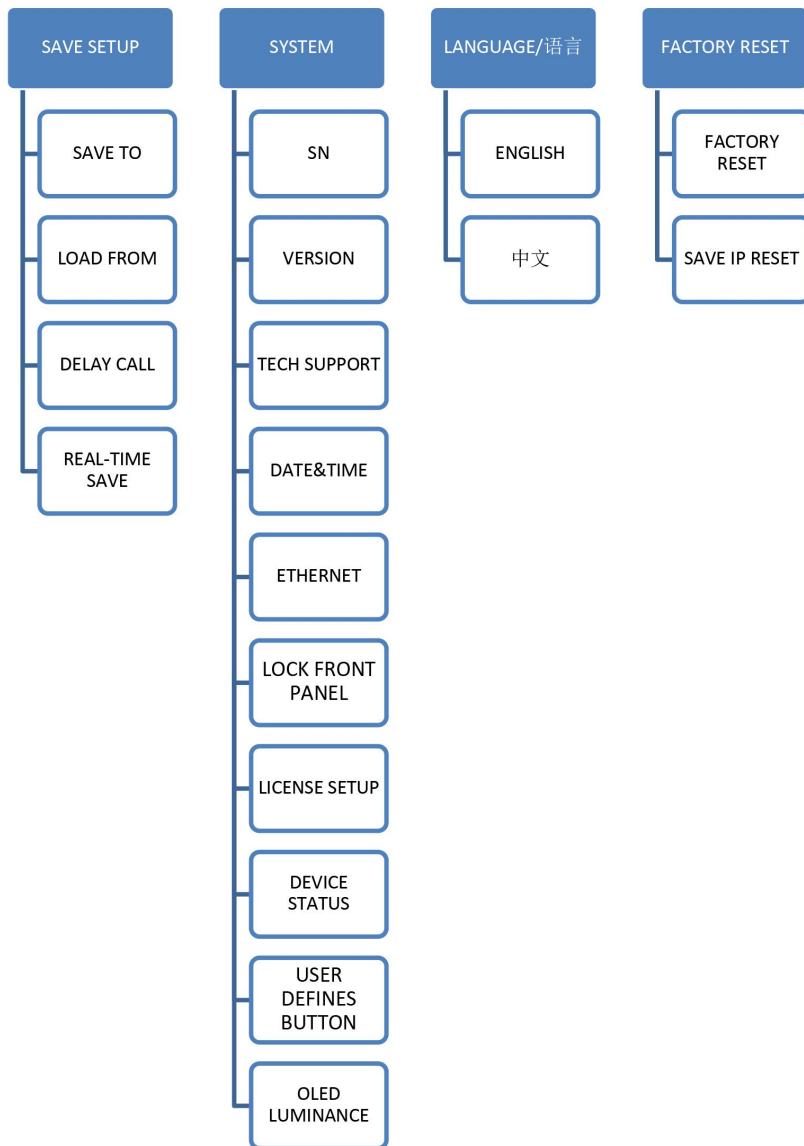 SAVE SETUP
SAVE TO
LOAD FROM
DELAY CALL
REAL-TIME
SAVE
SYSTEM
SN
VERSION
TECH SUPPORT
DATE&TIME
ETHERNET
LOCK FRONT
PANEL
LICENSE SETUP
DEVICE
STATUS
USER
DEFINES
BUTTON
OLED
LUMINANCE
LANGUAGE/语言
ENGLISH
中文
FACTORY RESET
FACTORY
RESET
SAVE IP RESET